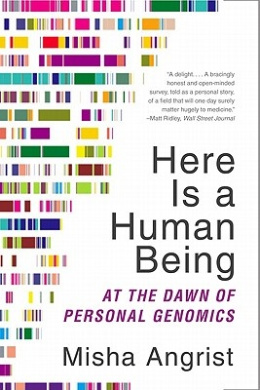 "A delight. . . . A bracingly
honest and open-minded
survey, told as a personal story,
of a field that will one day surely
matter hugely to medicine."
–Matt Ridley, Wall Street Journal
Here
Is a
Human
Being
AT THE DAWN OF
PERSONAL GENOMICS
Misha Angrist